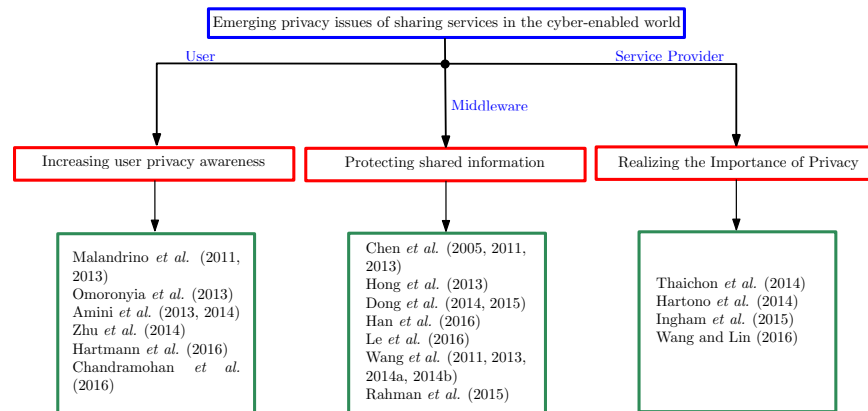 Emerging privacy issues of sharing services in the cyber-enabled world
User
Service Provider
Middleware
Increasing user privacy awareness
Protecting shared information
Realizing the Importance of Privacy
Malandrino et al. (2011,
2013)
Omoronyia et al. (2013)
Amini et al. (2013, 2014)
Zhu et al. (2014)
Hartmann et al. (2016)
Chandramohan et al.
(2016)
Chen et al. (2005, 2011,
2013)
Hong et al. (2013)
Dong et al. (2014, 2015)
Han et al. (2016)
Le et al. (2016)
Wang et al. (2011, 2013,
2014a, 2014b)
Rahman et al. (2015)
Thaichon et al. (2014)
Hartono et al. (2014)
Ingham et al. (2015)
Wang and Lin (2016)